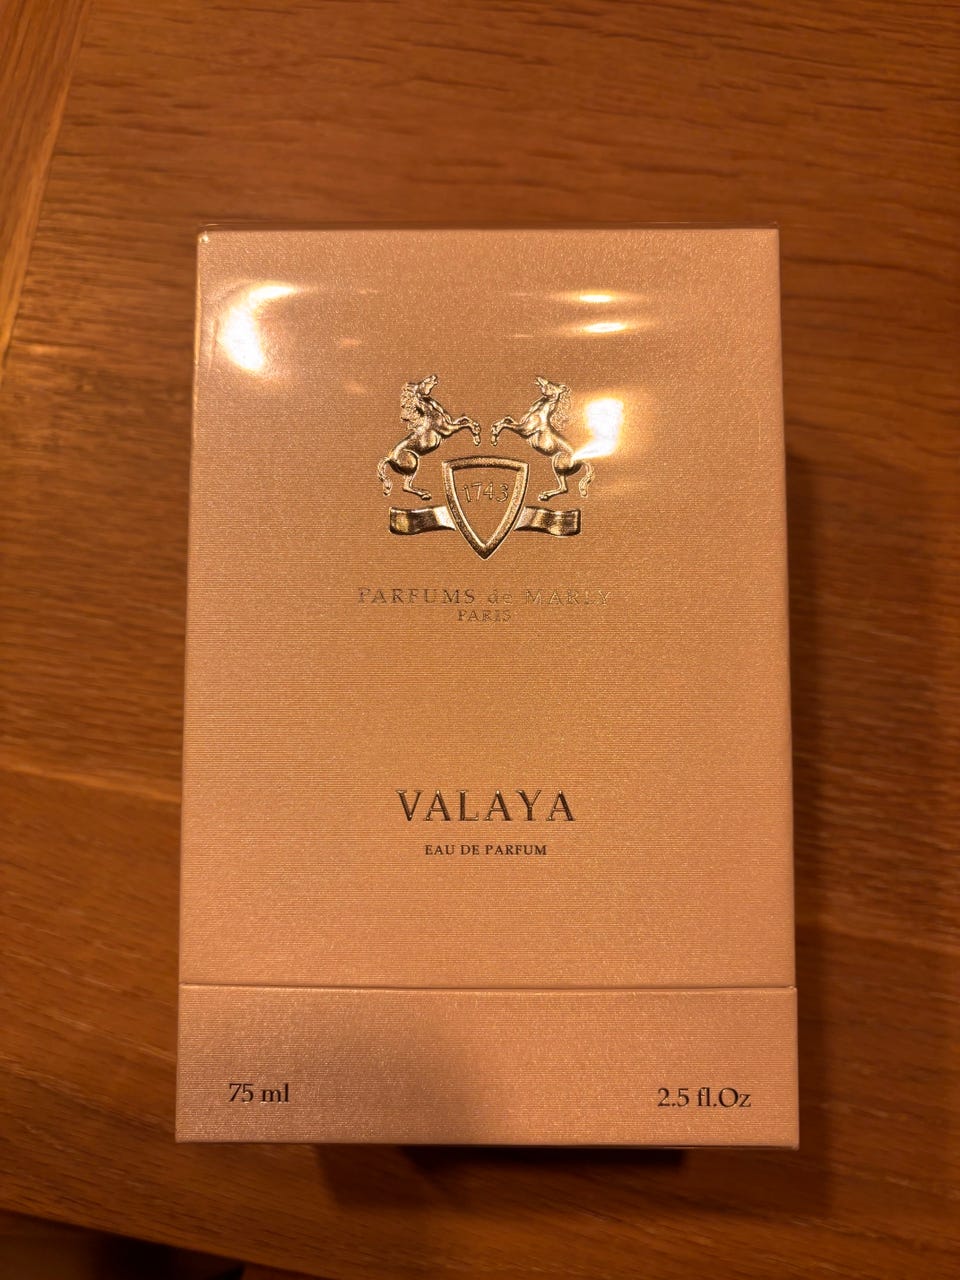 1743
PARFUMS de MARLY
PARIS
VALAYA
EAU DE PARFUM
75 ml
2.5 fl.Oz